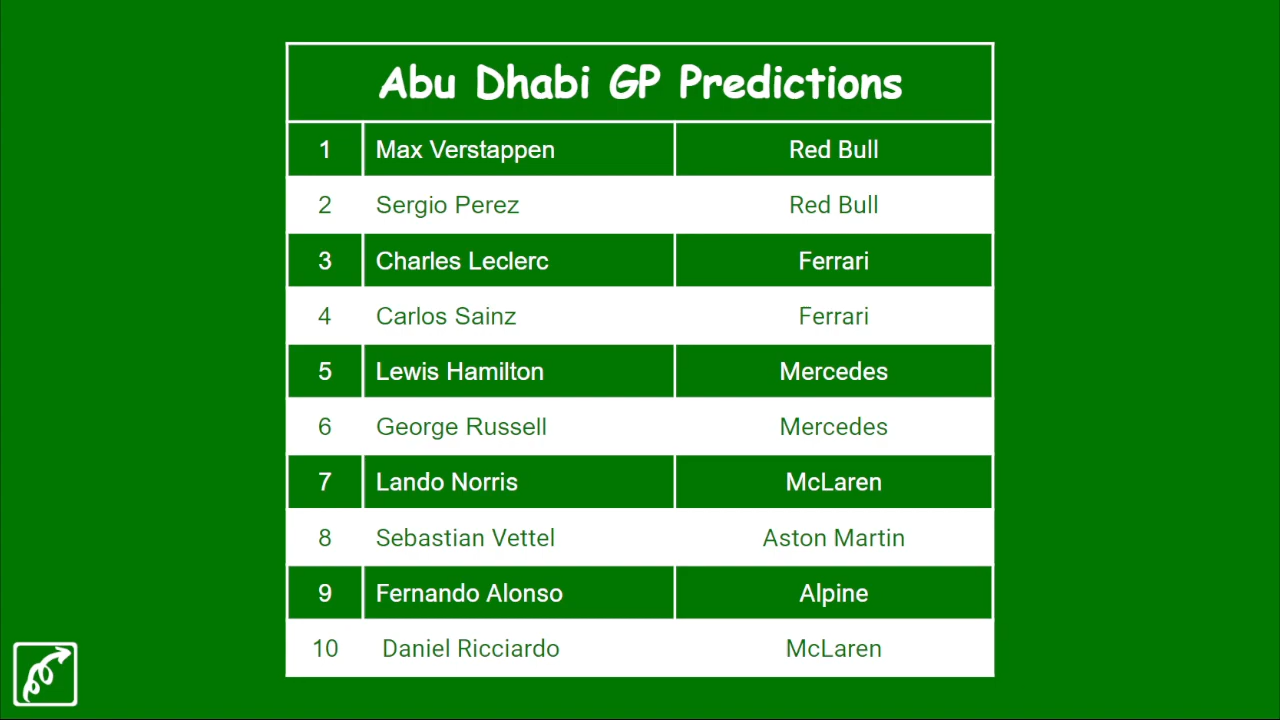 Abu Dhabi GP Predictions
1 Max Verstappen Red Bull
2 Sergio Perez Red Bull
3 Charles Leclerc Ferrari
4 Carlos Sainz Ferrari
5 Lewis Hamilton Mercedes
6 George Russell Mercedes
7 Lando Norris McLaren
8 Sebastian Vettel Aston Martin
9 Fernando Alonso Alpine
10 Daniel Ricciardo McLaren